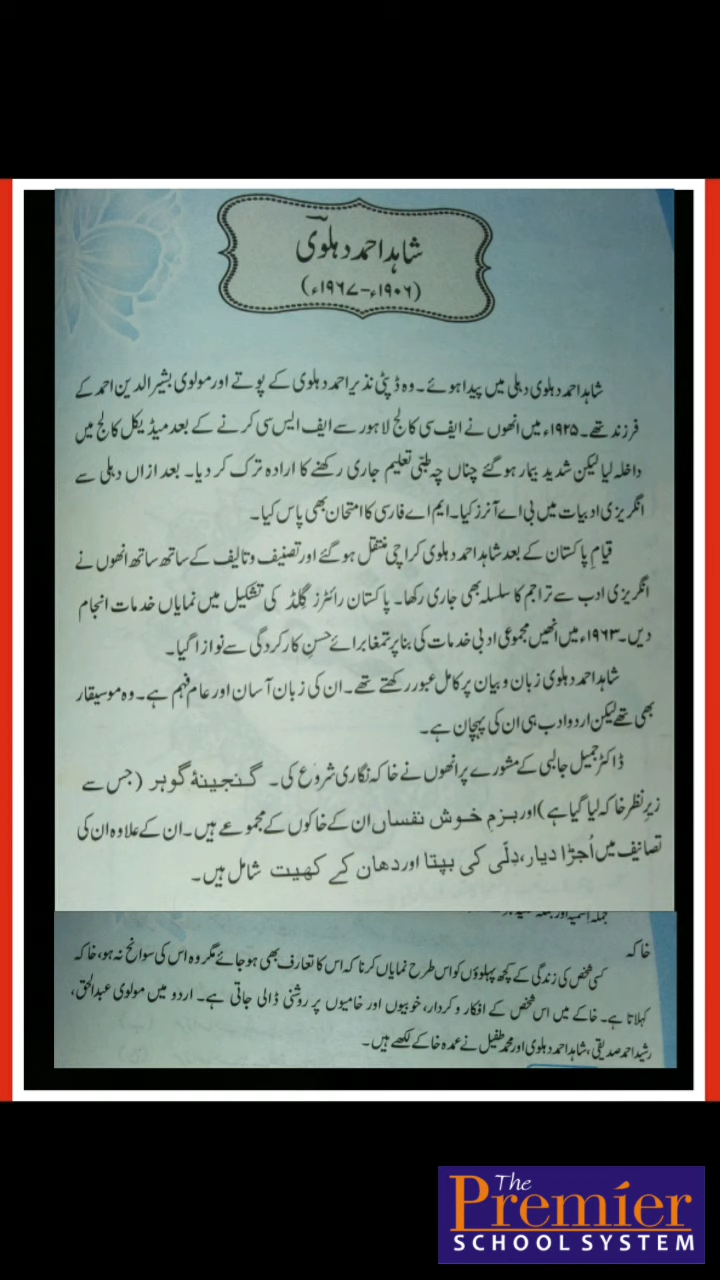 شاہد احمد دہلوی
(۱۹۰۶ء–۱۹۶۷ء)
شاہد احمد دہلوی دہلی میں پیدا ہوئے۔ وہ ڈپٹی نذیر احمد دہلوی کے پوتے اور مولوی بشیر الدین احمد کے
فرزند تھے۔ ۱۹۲۵ء میں انھوں نے ایف سی کالج لاہور سے ایف ایس سی کرنے کے بعد میڈیکل کالج میں
داخلہ لیا لیکن شدید بیمار ہو گئے چناں چہ طبّی تعلیم جاری رکھنے کا ارادہ ترک کر دیا۔ بعد ازاں دہلی سے
انگریزی ادبیات میں بی اے آنرز کیا۔ ایم اے فارسی کا امتحان بھی پاس کیا۔
قیامِ پاکستان کے بعد شاہد احمد دہلوی کراچی منتقل ہو گئے اور تصنیف و تالیف کے ساتھ ساتھ انھوں نے
انگریزی ادب سے تراجم کا سلسلہ بھی جاری رکھا۔ پاکستان رائٹرز گِلڈ کی تشکیل میں نمایاں خدمات انجام
دیں۔ ۱۹۶۳ء میں انھیں مجموعی ادبی خدمات کی بنا پر تمغا برائے حسنِ کارکردگی سے نوازا گیا۔
شاہد احمد دہلوی زبان و بیان پر کامل عبور رکھتے تھے۔ ان کی زبان آسان اور عام فہم ہے۔ وہ موسیقار
بھی تھے لیکن اردو ادب ہی ان کی پہچان ہے۔
ڈاکٹر جمیل جالبی کے مشورے پر انھوں نے خاکہ نگاری شروع کی۔ گنجینۂ گوہر (جس سے
زیرِ نظر خاکہ لیا گیا ہے) اور بزمِ خوش نفساں ان کے خاکوں کے مجموعے ہیں۔ ان کے علاوہ ان کی
تصانیف میں اُجڑا دیار، دِلّی کی بپتا اور دھان کے کھیت شامل ہیں۔
خاکہ
کسی شخص کی زندگی کے کچھ پہلوؤں کو اس طرح نمایاں کرنا کہ اس کا تعارف بھی ہو جائے مگر وہ اس کی سوانح نہ ہو، خاکہ
کہلاتا ہے۔ خاکے میں اس شخص کے افکار و کردار، خوبیوں اور خامیوں پر روشنی ڈالی جاتی ہے۔ اردو میں مولوی عبدالحق،
رشید احمد صدیقی، شاہد احمد دہلوی اور محمد طفیل نے عمدہ خاکے لکھے ہیں۔
The
Premier
SCHOOL SYSTEM